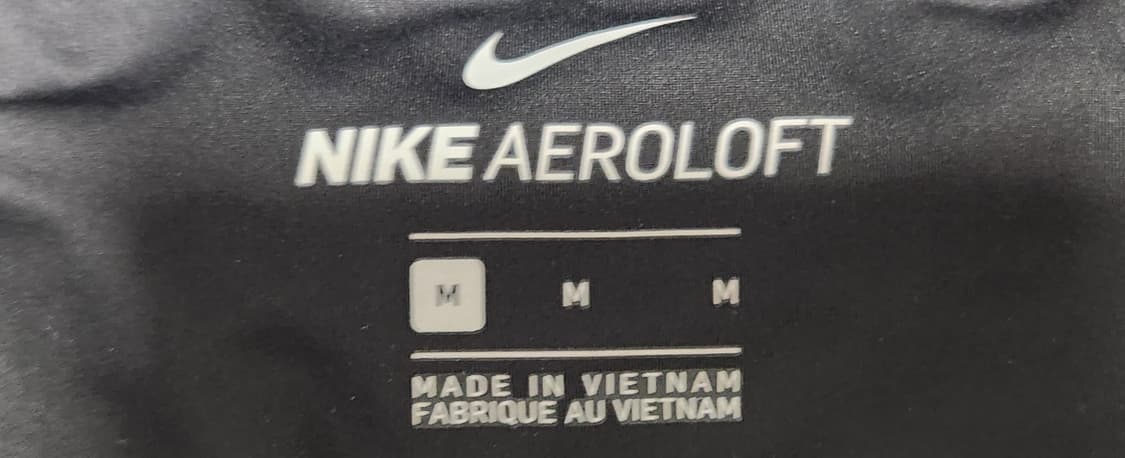 NIKE AEROLOFT
M M M
MADE IN VIETNAM
FABRIQUE AU VIETNAM